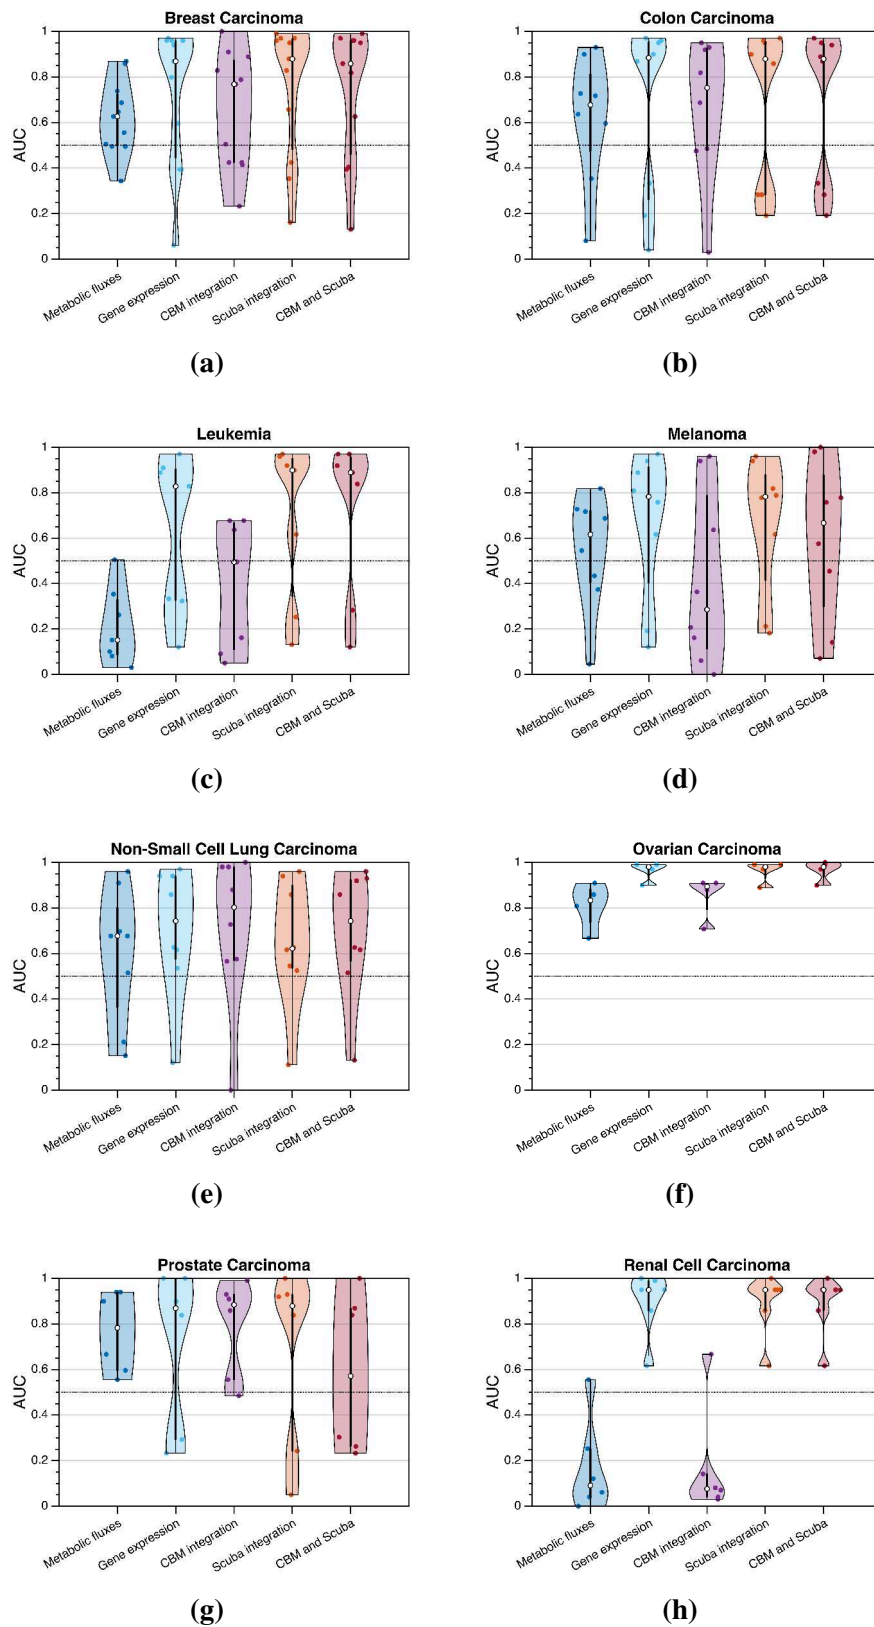 Breast Carcinoma
Colon Carcinoma
1
0.8
0.6
0.4
0.2
0
AUC
Metabolic fluxes
Gene expression
CBM integration
Scuba integration
CBM and Scuba
1
0.8
0.6
0.4
0.2
0
AUC
Metabolic fluxes
Gene expression
CBM integration
Scuba integration
CBM and Scuba
(a)
(b)
Leukemia
Melanoma
1
0.8
0.6
0.4
0.2
0
AUC
Metabolic fluxes
Gene expression
CBM integration
Scuba integration
CBM and Scuba
1
0.8
0.6
0.4
0.2
0
AUC
Metabolic fluxes
Gene expression
CBM integration
Scuba integration
CBM and Scuba
(c)
(d)
Non-Small Cell Lung Carcinoma
Ovarian Carcinoma
1
0.8
0.6
0.4
0.2
0
AUC
Metabolic fluxes
Gene expression
CBM integration
Scuba integration
CBM and Scuba
1
0.8
0.6
0.4
0.2
0
AUC
Metabolic fluxes
Gene expression
CBM integration
Scuba integration
CBM and Scuba
(e)
(f)
Prostate Carcinoma
Renal Cell Carcinoma
1
0.8
0.6
0.4
0.2
0
AUC
Metabolic fluxes
Gene expression
CBM integration
Scuba integration
CBM and Scuba
1
0.8
0.6
0.4
0.2
0
AUC
Metabolic fluxes
Gene expression
CBM integration
Scuba integration
CBM and Scuba
(g)
(h)